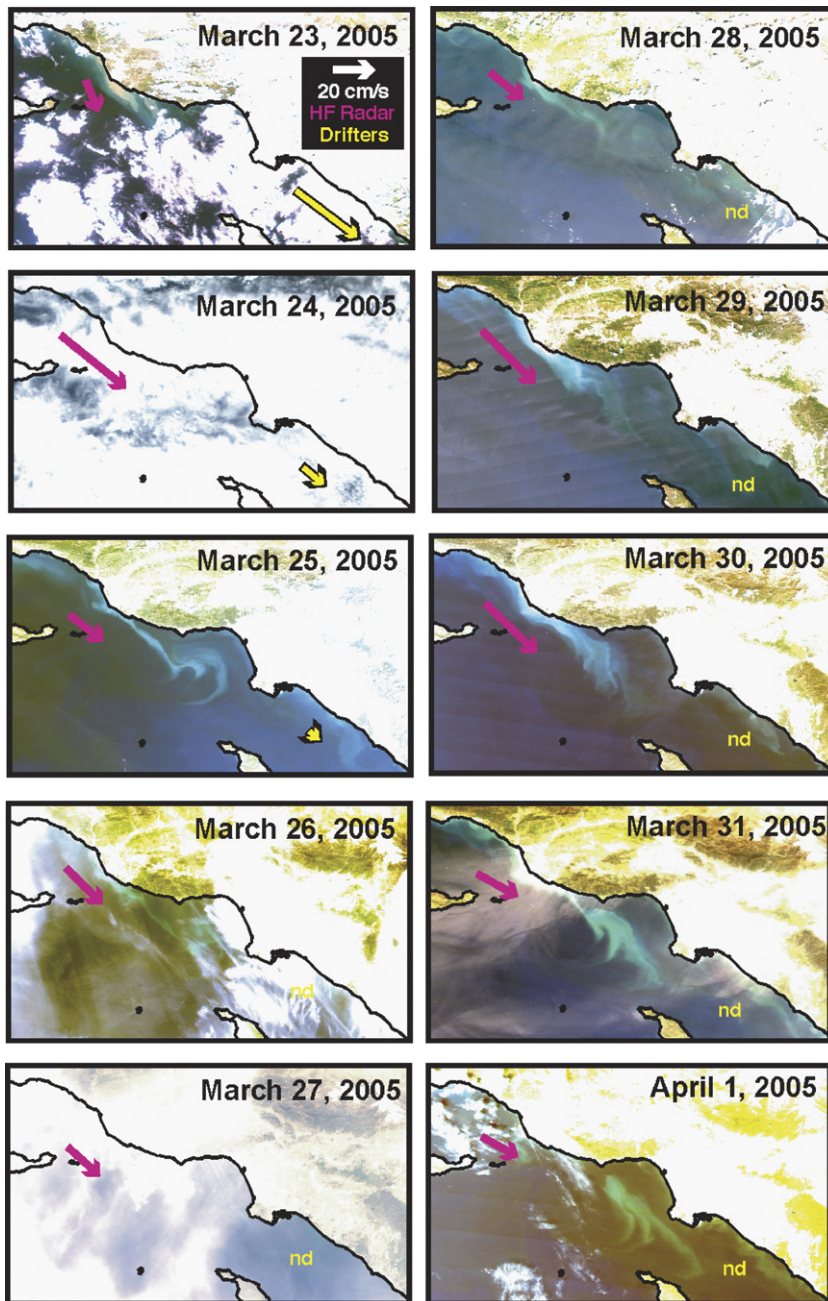 March 23, 2005
20 cm/s
HF Radar
Drifters
March 24, 2005
March 25, 2005
March 26, 2005
nd
March 27, 2005
nd
March 28, 2005
nd
March 29, 2005
nd
March 30, 2005
nd
March 31, 2005
nd
April 1, 2005
nd